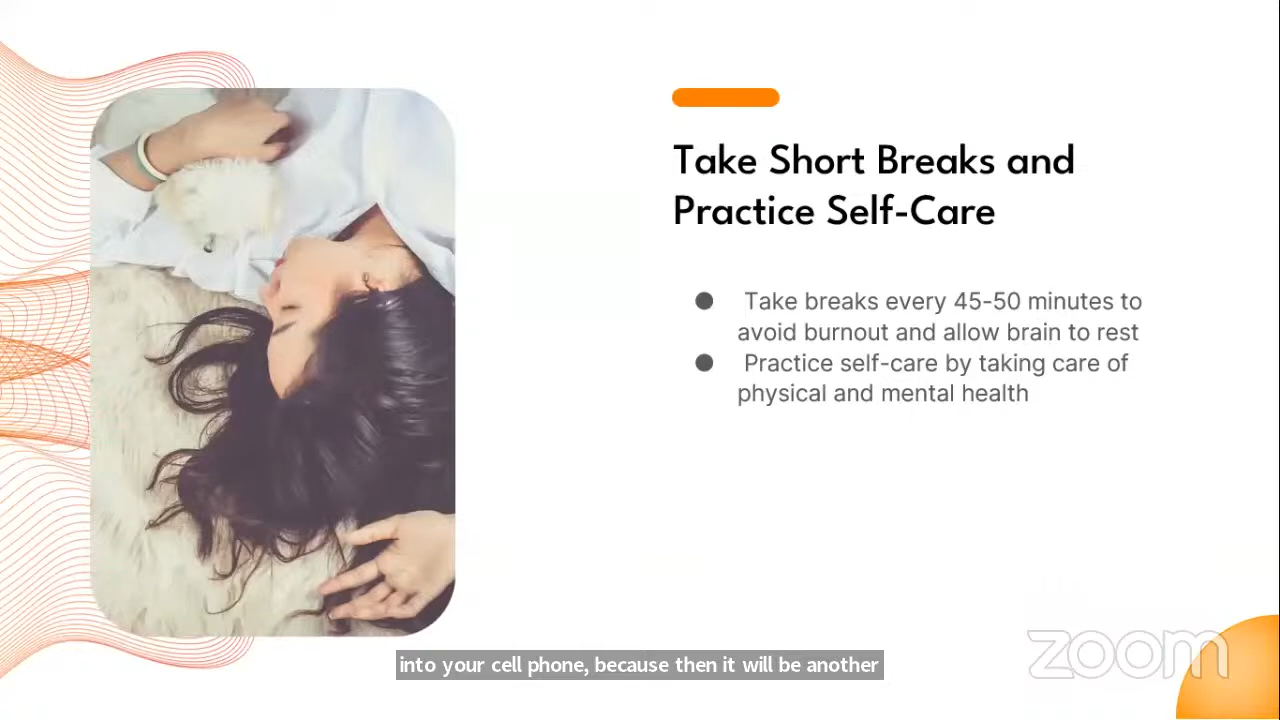 Take Short Breaks and
Practice Self-Care
● Take breaks every 45-50 minutes to
avoid burnout and allow brain to rest
● Practice self-care by taking care of
physical and mental health
into your cell phone, because then it will be another
zoom